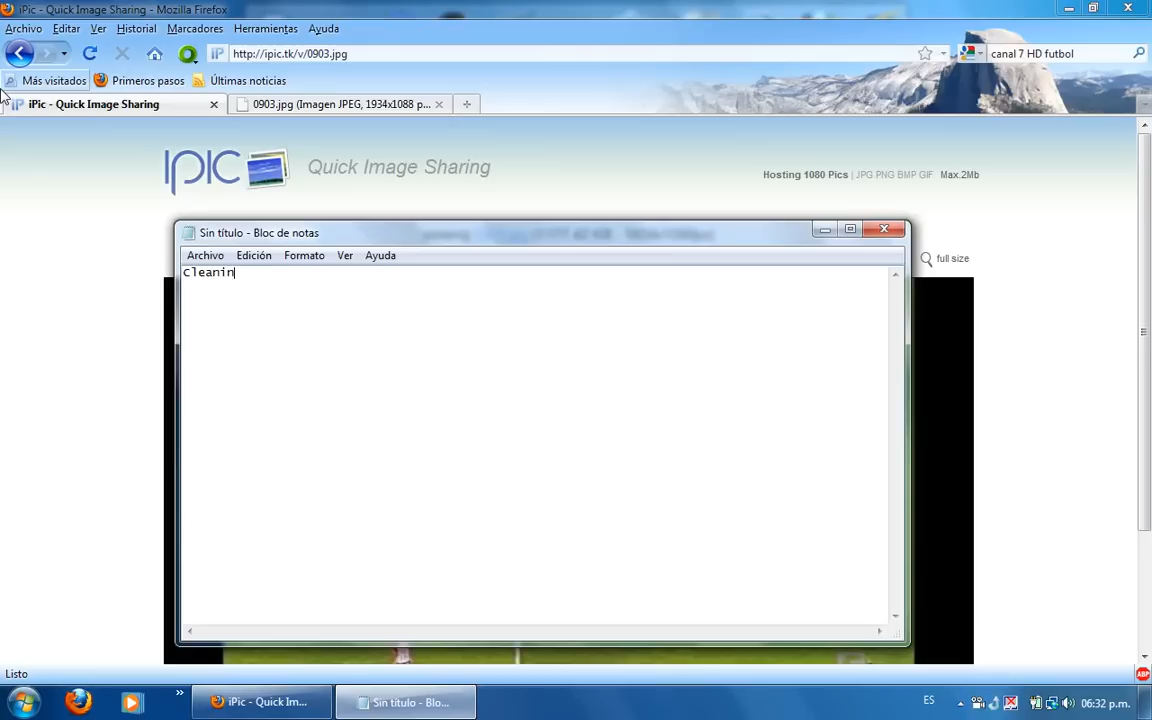 iPic - Quick Image Sharing - Mozilla Firefox
Archivo Editar Ver Historial Marcadores Herramientas Ayuda
http://ipic.tk/v/0903.jpg
canal 7 HD futbol
Más visitados Primeros pasos Últimas noticias
iPic - Quick Image Sharing
0903.jpg (Imagen JPEG, 1934x1088 p...
IPIC
Quick Image Sharing
Hosting 1080 Pics | JPG PNG BMP GIF Max.2Mb
Sin título - Bloc de notas
Archivo Edición Formato Ver Ayuda
full size
Cleanin
Listo
ABP
iPic - Quick Im...
Sin título - Blo...
ES
06:32 p.m.